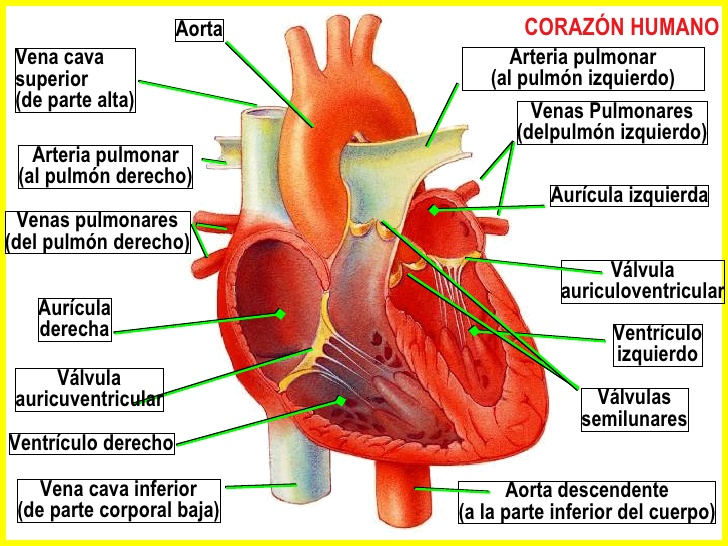 CORAZÓN HUMANO
Aorta
Vena cava
superior
(de parte alta)
Arteria pulmonar
(al pulmón izquierdo)
Venas Pulmonares
(delpulmón izquierdo)
Arteria pulmonar
(al pulmón derecho)
Aurícula izquierda
Venas pulmonares
(del pulmón derecho)
Válvula
auriculoventricular
Aurícula
derecha
Ventrículo
izquierdo
Válvula
auricuventricular
Válvulas
semilunares
Ventrículo derecho
Vena cava inferior
(de parte corporal baja)
Aorta descendente
(a la parte inferior del cuerpo)